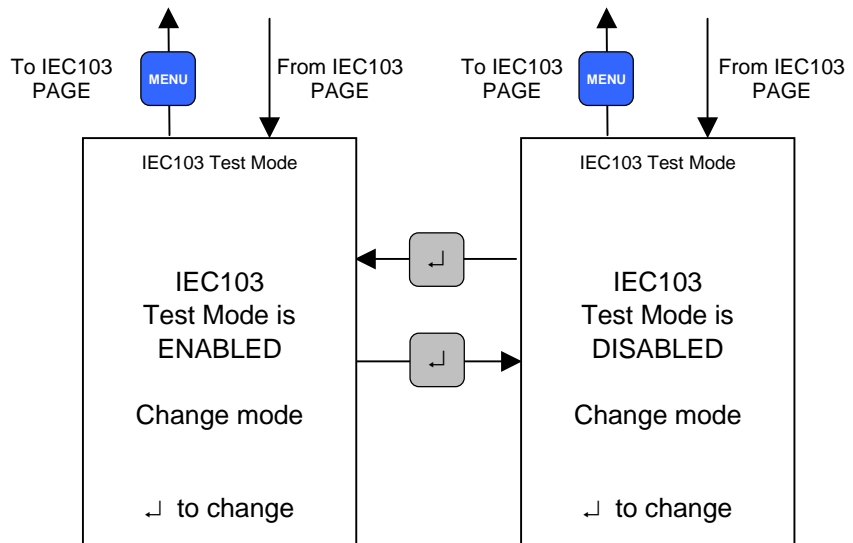 To IEC103
PAGE
MENU
From IEC103
PAGE
To IEC103
PAGE
MENU
From IEC103
PAGE
IEC103 Test Mode
IEC103
Test Mode is
ENABLED
Change mode
↵ to change
↵
↵
IEC103 Test Mode
IEC103
Test Mode is
DISABLED
Change mode
↵ to change